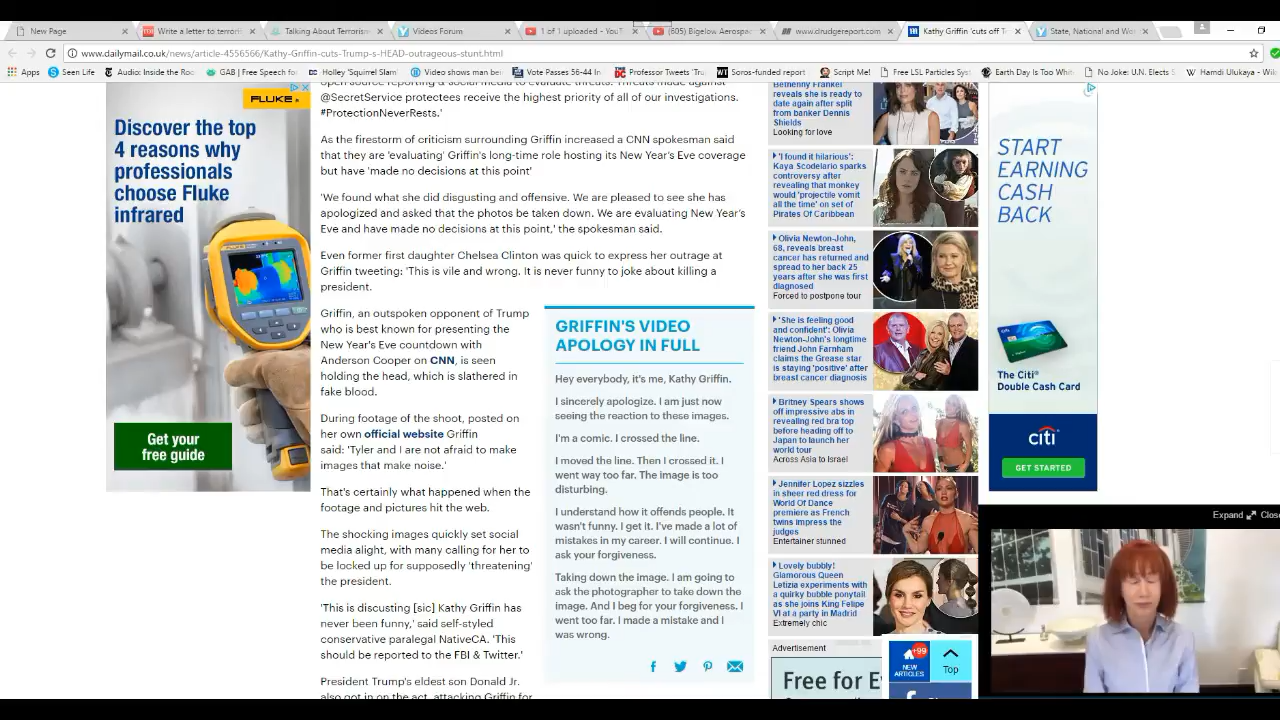 New Page
Write a letter to terrori
Talking About Terrorism
Videos Forum
1 of 1 uploaded - YouT
(605) Bigelow Aerospac
www.drudgereport.com
Kathy Griffin 'cuts off T
State, National and Wo
www.dailymail.co.uk/news/article-4556566/Kathy-Griffin-cuts-Trump-s-HEAD-outrageous-stunt.html
Apps
Seen Life
Audio: Inside the Ro
GAB | Free Speech fo
Holley 'Squirrel Slam
Video shows man be
Vote Passes 56-44 In
Professor Tweets 'Tru
Soros-funded report
Script Me!
Free LSL Particles Sys
Earth Day Is Too Whit
No Joke: U.N. Elects S
Hamdi Ulukaya - Wiki
FLUKE
Discover the top
4 reasons why
professionals
choose Fluke
infrared
Get your
free guide
@SecretService protectees receive the highest priority of all of our investigations.
#ProtectionNeverRests.'
As the firestorm of criticism surrounding Griffin increased a CNN spokesman said
that they are 'evaluating' Griffin's long-time role hosting its New Year's Eve coverage
but have 'made no decisions at this point'
'We found what she did disgusting and offensive. We are pleased to see she has
apologized and asked that the photos be taken down. We are evaluating New Year's
Eve and have made no decisions at this point,' the spokesman said.
Even former first daughter Chelsea Clinton was quick to express her outrage at
Griffin tweeting: 'This is vile and wrong. It is never funny to joke about killing a
president.
Griffin, an outspoken opponent of Trump
who is best known for presenting the
New Year's Eve countdown with
Anderson Cooper on CNN, is seen
holding the head, which is slathered in
fake blood.
During footage of the shoot, posted on
her own official website Griffin
said: 'Tyler and I are not afraid to make
images that make noise.'
That's certainly what happened when the
footage and pictures hit the web.
The shocking images quickly set social
media alight, with many calling for her to
be locked up for supposedly 'threatening'
the president.
'This is discusting [sic] Kathy Griffin has
never been funny,' said self-styled
conservative paralegal NativeCA. 'This
should be reported to the FBI & Twitter.'
President Trump's eldest son Donald Jr.
also got in on the act, attacking Griffin for
GRIFFIN'S VIDEO
APOLOGY IN FULL
Hey everybody, it's me, Kathy Griffin.
I sincerely apologize. I am just now
seeing the reaction to these images.
I'm a comic. I crossed the line.
I moved the line. Then I crossed it. I
went way too far. The image is too
disturbing.
I understand how it offends people. It
wasn't funny. I get it. I've made a lot of
mistakes in my career. I will continue. I
ask your forgiveness.
Taking down the image. I am going to
ask the photographer to take down the
image. And I beg for your forgiveness. I
went too far. I made a mistake and I
was wrong.
Bethenny Frankel
reveals she is ready to
date again after split
from banker Dennis
Shields
Looking for love
'I found it hilarious':
Kaya Scodelario sparks
controversy after
revealing that monkey
would 'projectile vomit
all the time' on set of
Pirates Of Caribbean
Olivia Newton-John,
68, reveals breast
cancer has returned and
spread to her back 25
years after she was first
diagnosed
Forced to postpone tour
'She is feeling good
and confident': Olivia
Newton-John's longtime
friend John Farnham
claims the Grease star
is staying 'positive' after
breast cancer diagnosis
Britney Spears shows
off impressive abs in
revealing red bra top
before heading off to
Japan to launch her
world tour
Across Asia to Israel
Jennifer Lopez sizzles
in sheer red dress for
World Of Dance
premiere as French
twins impress the
judges
Entertainer stunned
Lovely bubbly!
Glamorous Queen
Letizia experiments with
a quirky bubble ponytail
as she joins King Felipe
VI at a party in Madrid
Extremely chic
Advertisement
Free for E
+99
NEW
ARTICLES
Top
START
EARNING
CASH
BACK
The Citi®
Double Cash Card
citi
GET STARTED
Expand
Close